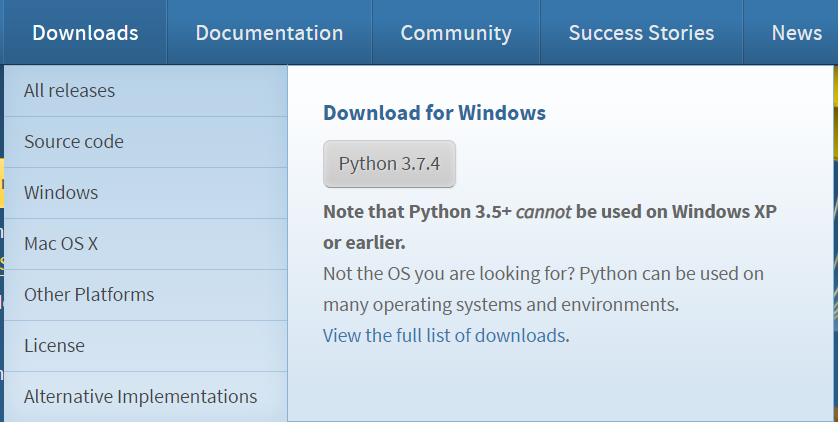 Downloads
Documentation
Community
Success Stories
News
All releases
Source code
Windows
Mac OS X
Other Platforms
License
Alternative Implementations
Download for Windows
Python 3.7.4
Note that Python 3.5+ cannot be used on Windows XP
or earlier.
Not the OS you are looking for? Python can be used on
many operating systems and environments.
View the full list of downloads.